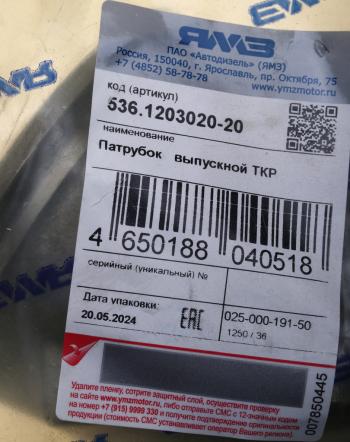 ЯМЗ
ПАО «Автодизель» (ЯМЗ)
Россия, 150040, г. Ярославль, пр. Октября, 75
+7 (4852) 58-78-78
www.ymzmotor.ru
код (артикул)
536.1203020-20
наименование
Патрубок выпускной ТКР
4 650188 040518
серийный (уникальный) №
Дата упаковки:
20.05.2024
ЕАС
025-000-191-50
1250 / 36
Удалите пленку, сотрите защитный слой, осуществите проверку
на сайте www.ymzmotor.ru, либо отправьте СМС с 12-значным кодом
на номер +7 (915) 9999 330 и получите подтверждение оригинальности
продукции (стоимость СМС устанавливает оператор Вашего региона)
007850445